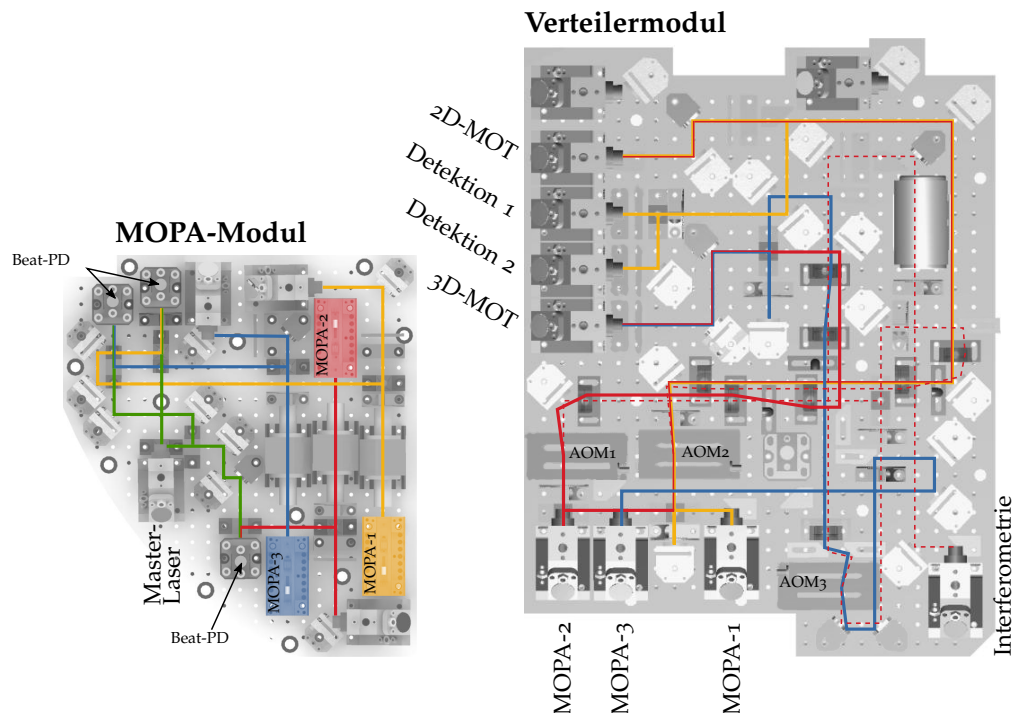 Verteilermodul
2D-MOT
Detektion 1
Detektion 2
3D-MOT
MOPA-Modul
Beat-PD
MOPA-2
AOM1
AOM2
Master-
Laser
MOPA-3
MOPA-1
AOM3
Beat-PD
Interferometrie
MOPA-2
MOPA-3
MOPA-1